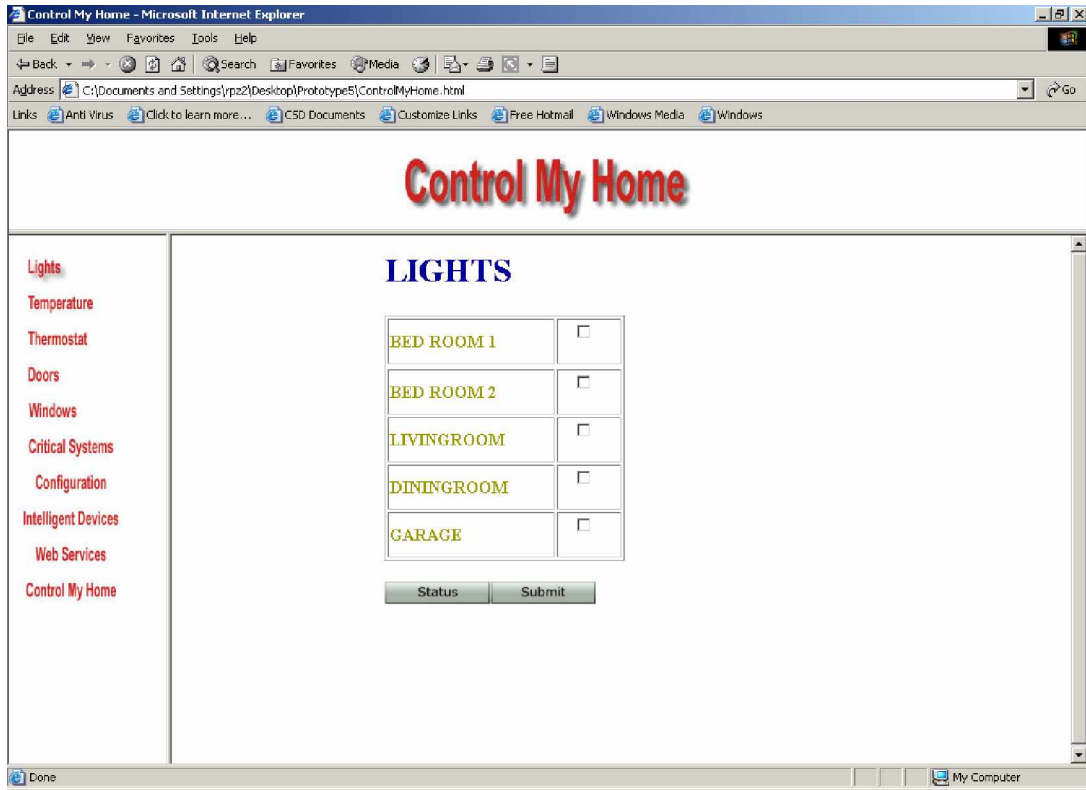 Control My Home - Microsoft Internet Explorer
File Edit View Favorites Tools Help
Back Search Favorites Media
Address C:\Documents and Settings\rpz2\Desktop\Prototype5\ControlMyHome.html Go
Links Anti Virus Click to learn more... CSD Documents Customize Links Free Hotmail Windows Media Windows
Control My Home
Lights
Temperature
Thermostat
Doors
Windows
Critical Systems
Configuration
Intelligent Devices
Web Services
Control My Home
LIGHTS
BED ROOM 1
BED ROOM 2
LIVINGROOM
DININGROOM
GARAGE
Status Submit
Done My Computer